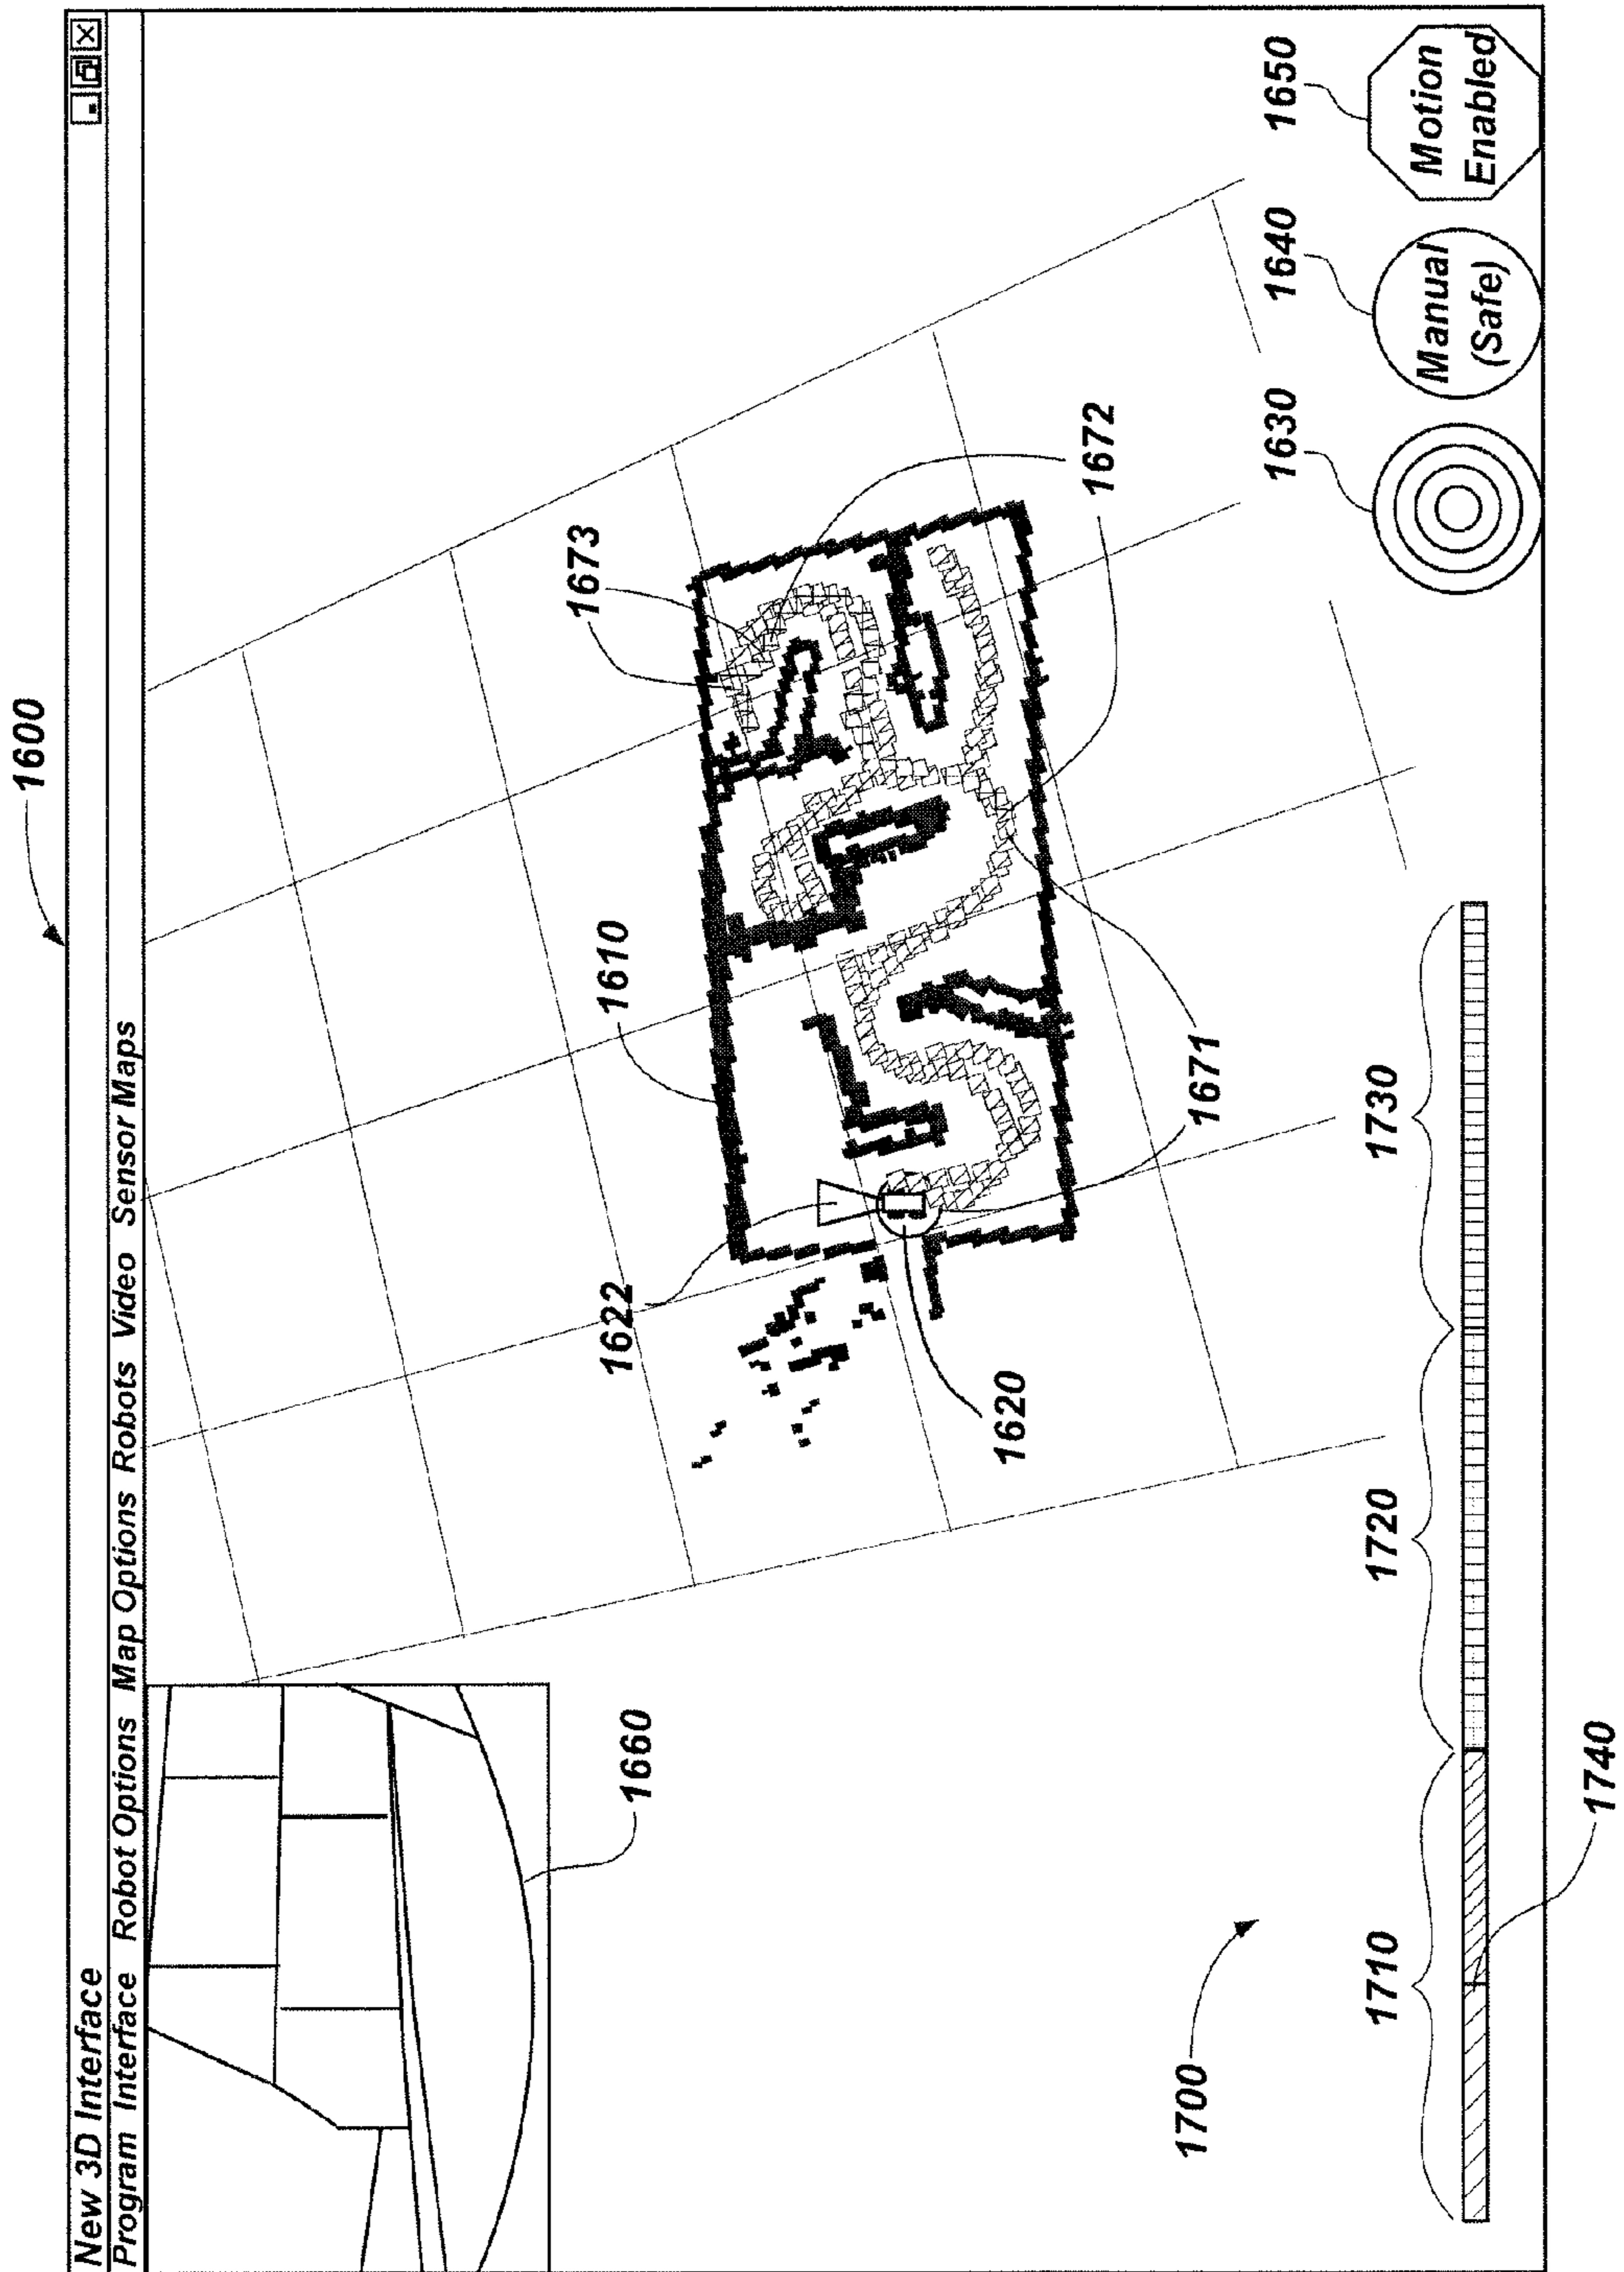 1600
New 3D Interface
Program Interface Robot Options Map Options Robots Video Sensor Maps
1660
1622
1610
1673
1620
1671
1672
1700
1710
1720
1730
1740
1630
1640
1650
Manual
(Safe)
Motion
Enabled